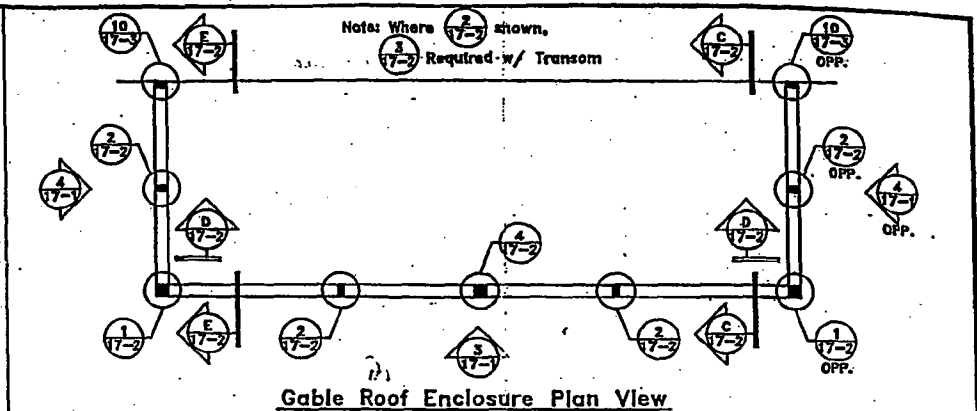 10
17-3
E
17-2
Note: Where 2/17-2 shown.
3/17-2 Required w/ Transom
C
17-2
10
17-3
OPP.
2
17-2
2
17-2
OPP.
4
17-1
4
17-1
OPP.
D
17-2
D
17-2
4
17-2
1
17-2
E
17-2
2
17-2
3
17-1
2
17-2
C
17-2
1
17-2
OPP.
Gable Roof Enclosure Plan View